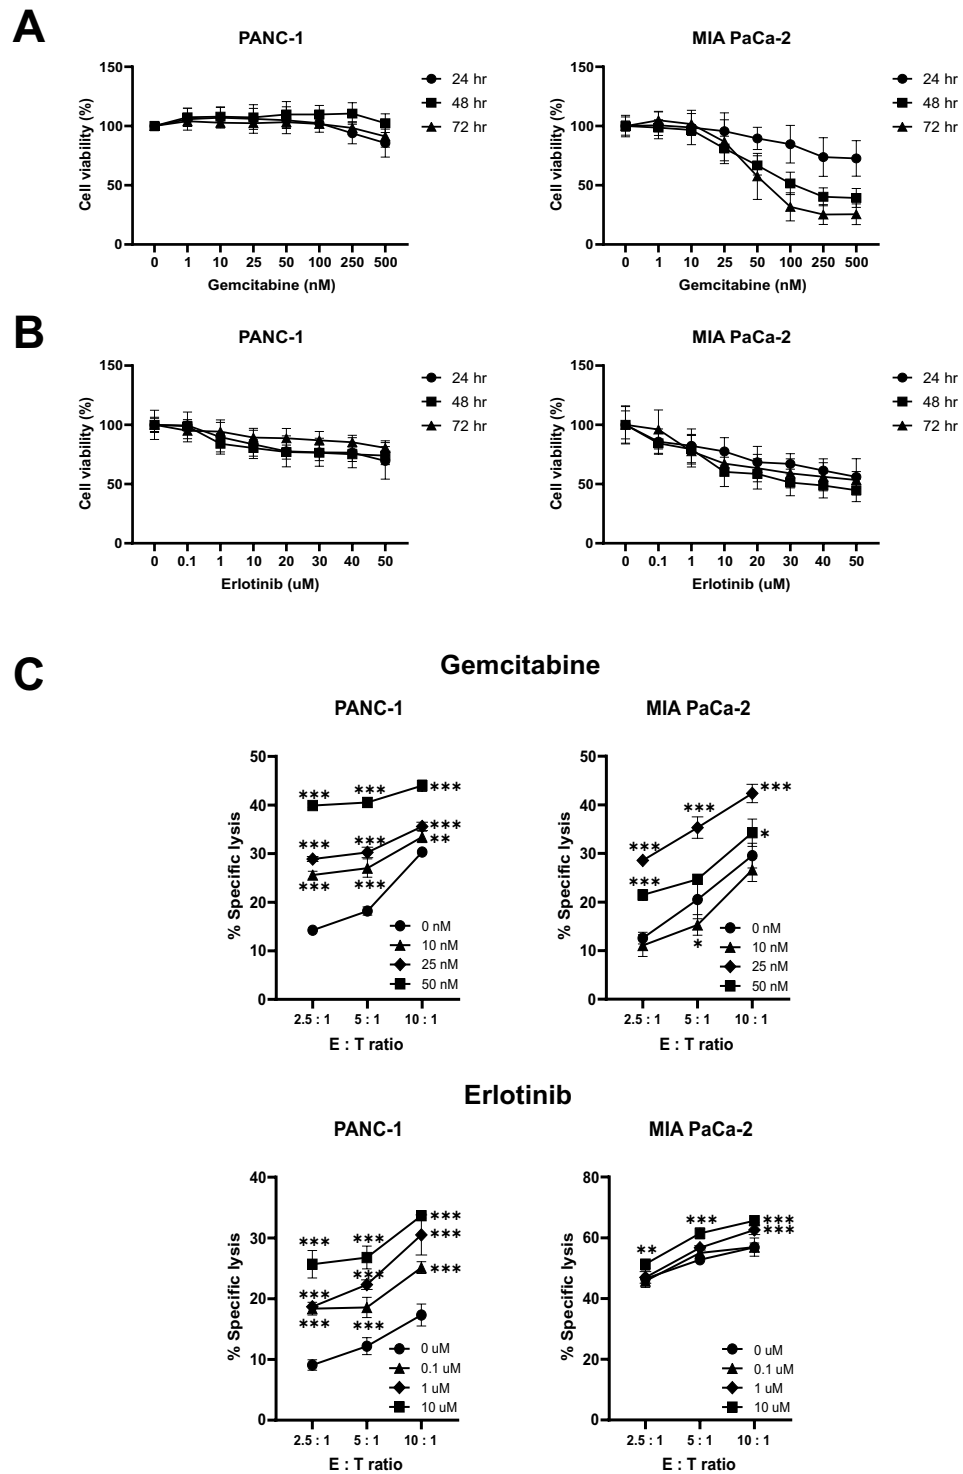 A
PANC-1
MIA PaCa-2
150
100
50
0
Cell viability (%)
0 1 10 25 50 100 250 500
Gemcitabine (nM)
24 hr
48 hr
72 hr
150
100
50
0
Cell viability (%)
0 1 10 25 50 100 250 500
Gemcitabine (nM)
24 hr
48 hr
72 hr
B
PANC-1
MIA PaCa-2
150
100
50
0
Cell viability (%)
0 0.1 1 10 20 30 40 50
Erlotinib (uM)
24 hr
48 hr
72 hr
150
100
50
0
Cell viability (%)
0 0.1 1 10 20 30 40 50
Erlotinib (uM)
24 hr
48 hr
72 hr
C
Gemcitabine
PANC-1
MIA PaCa-2
50
40
30
20
10
0
% Specific lysis
*** *** ***
*** *** ***
**
*** ***
0 nM
10 nM
25 nM
50 nM
2.5 : 1 5 : 1 10 : 1
E : T ratio
50
40
30
20
10
0
% Specific lysis
*** *** ***
*** *
*
0 nM
10 nM
25 nM
50 nM
2.5 : 1 5 : 1 10 : 1
E : T ratio
Erlotinib
PANC-1
MIA PaCa-2
40
30
20
10
0
% Specific lysis
*** *** ***
*** *** ***
*** *** ***
0 uM
0.1 uM
1 uM
10 uM
2.5 : 1 5 : 1 10 : 1
E : T ratio
80
60
40
20
0
% Specific lysis
** *** ***
***
0 uM
0.1 uM
1 uM
10 uM
2.5 : 1 5 : 1 10 : 1
E : T ratio